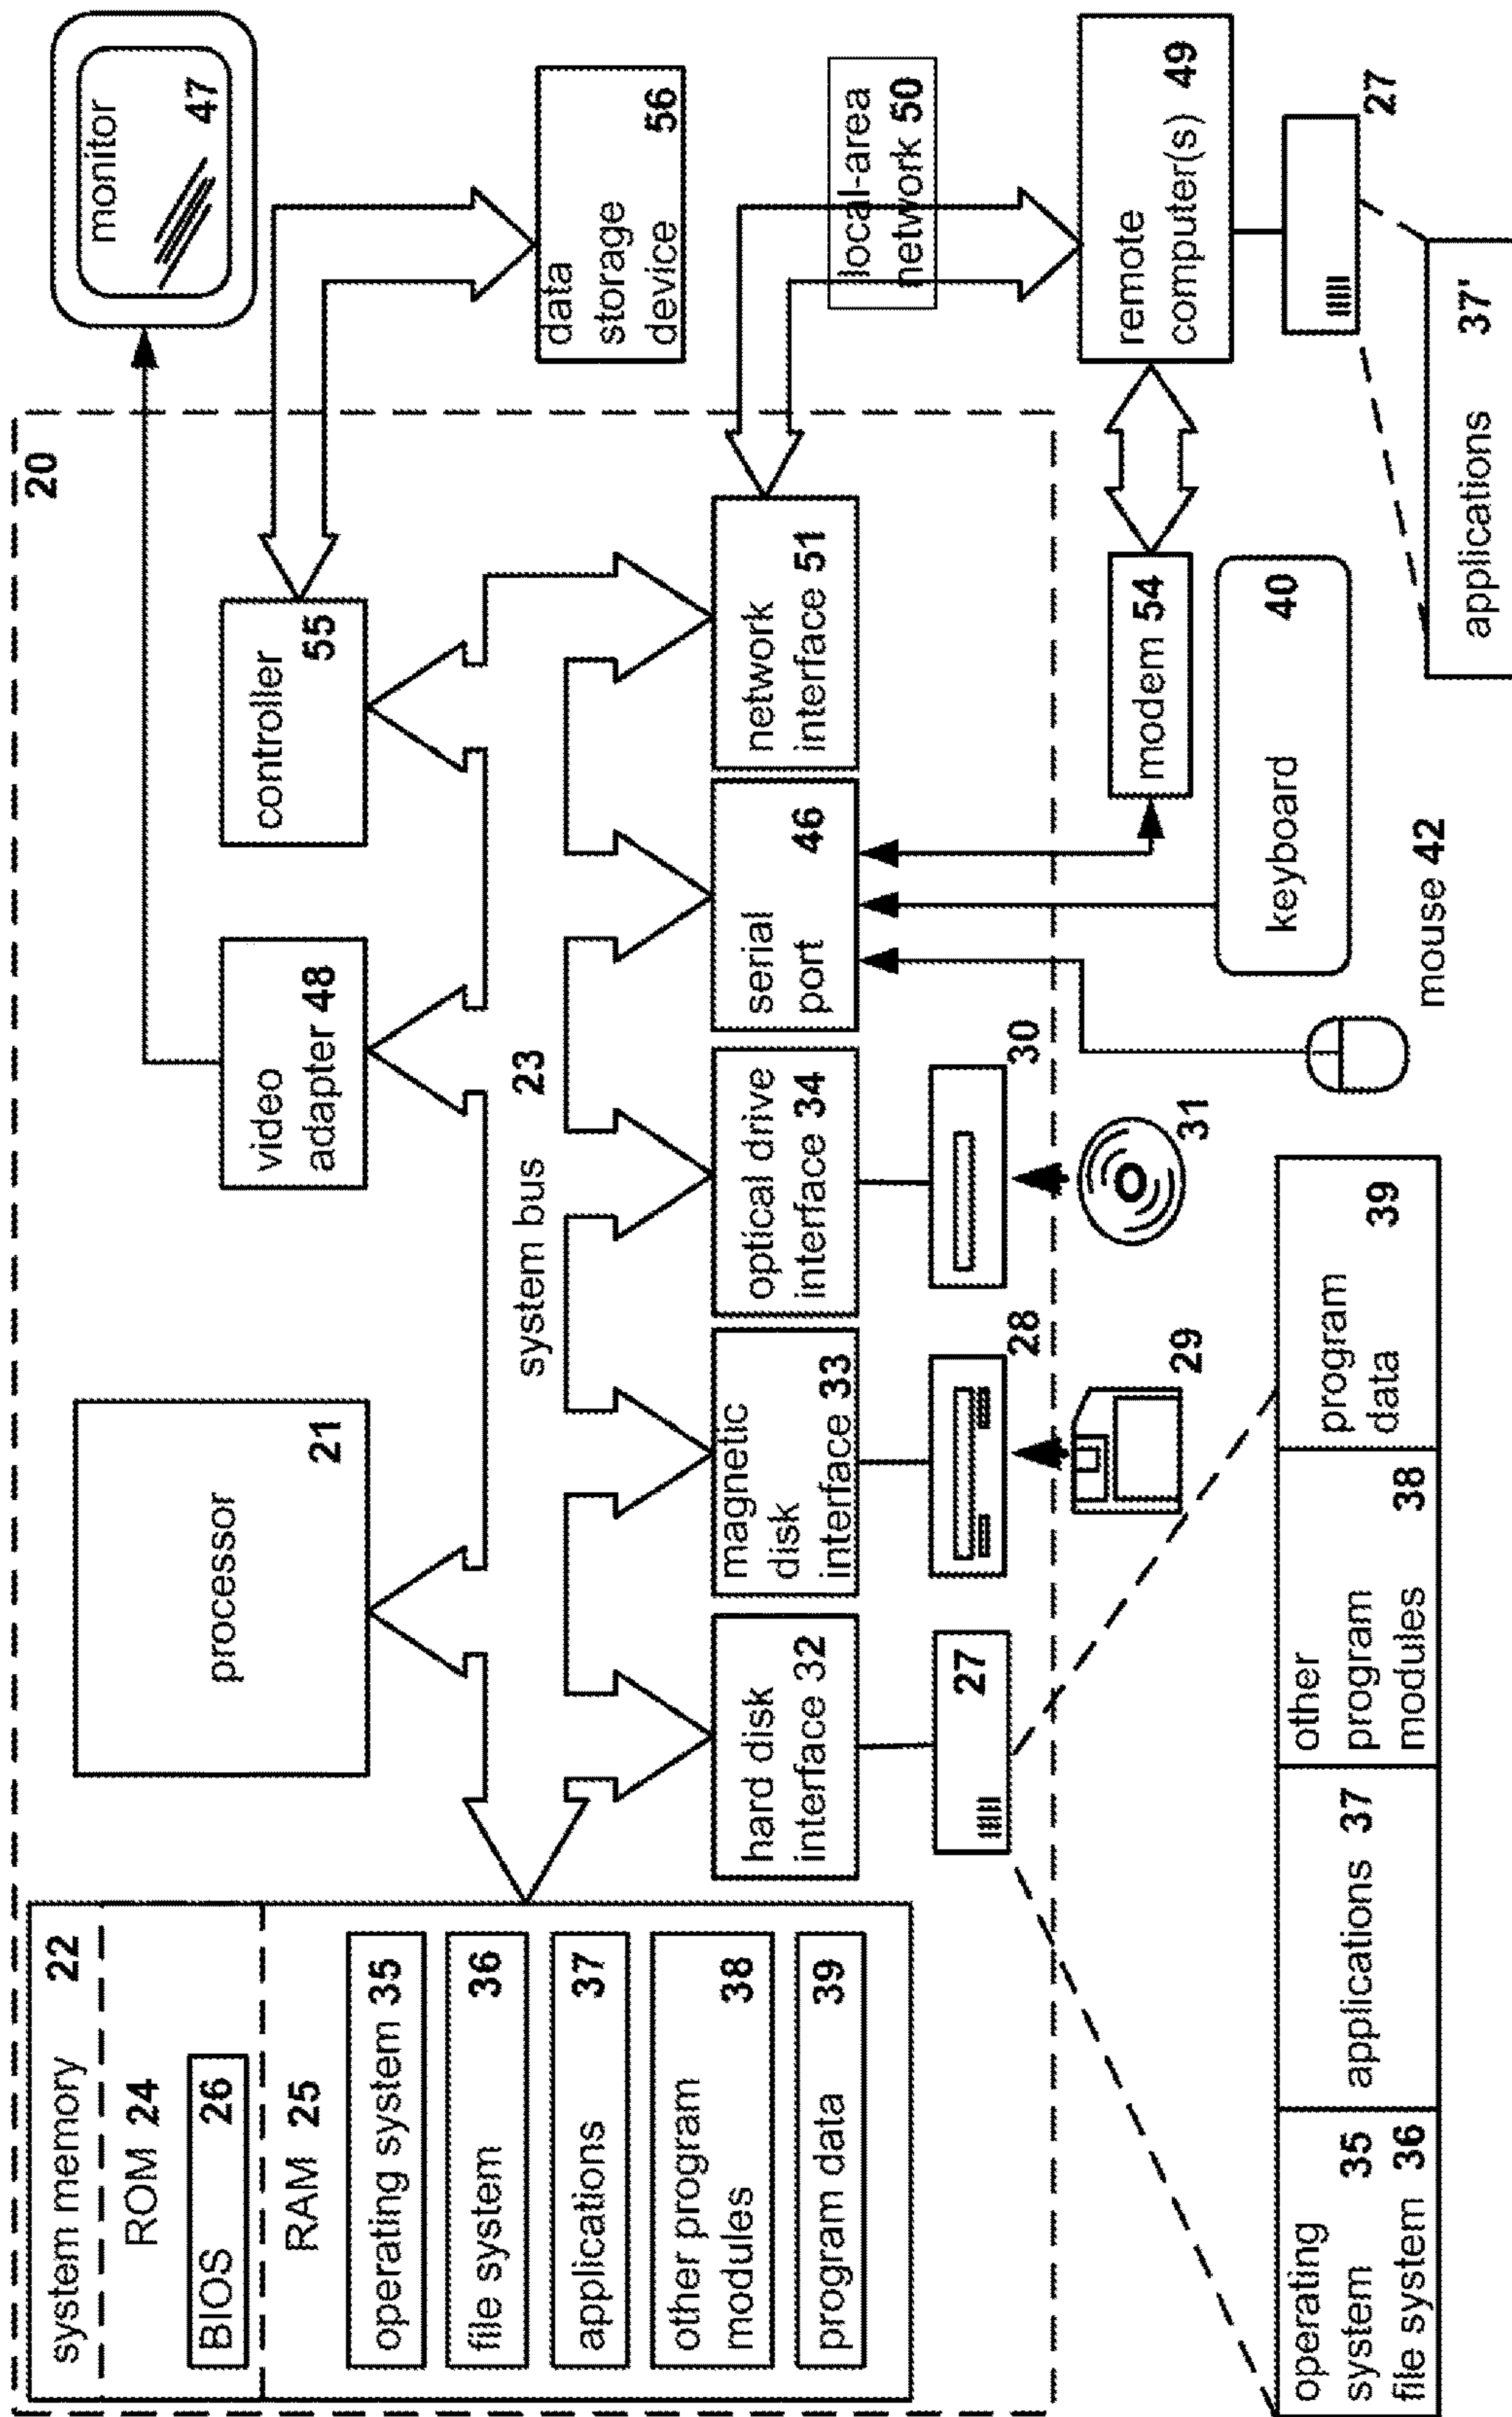 system memory 22
ROM 24
BIOS 26
RAM 25
operating system 35
file system 36
applications 37
other program
modules 38
program data 39
20
processor
21
video
adapter 48
controller
55
monitor
47
system bus 23
hard disk
interface 32
magnetic
disk
interface 33
optical drive
interface 34
serial
port 46
network
interface 51
data
storage
device 56
local-area
network 50
27
28
30
29
31
remote
computer(s) 49
modem 54
keyboard
40
mouse 42
27
operating
system 35
file system 36
applications 37
other
program
modules 38
program
data 39
applications 37'